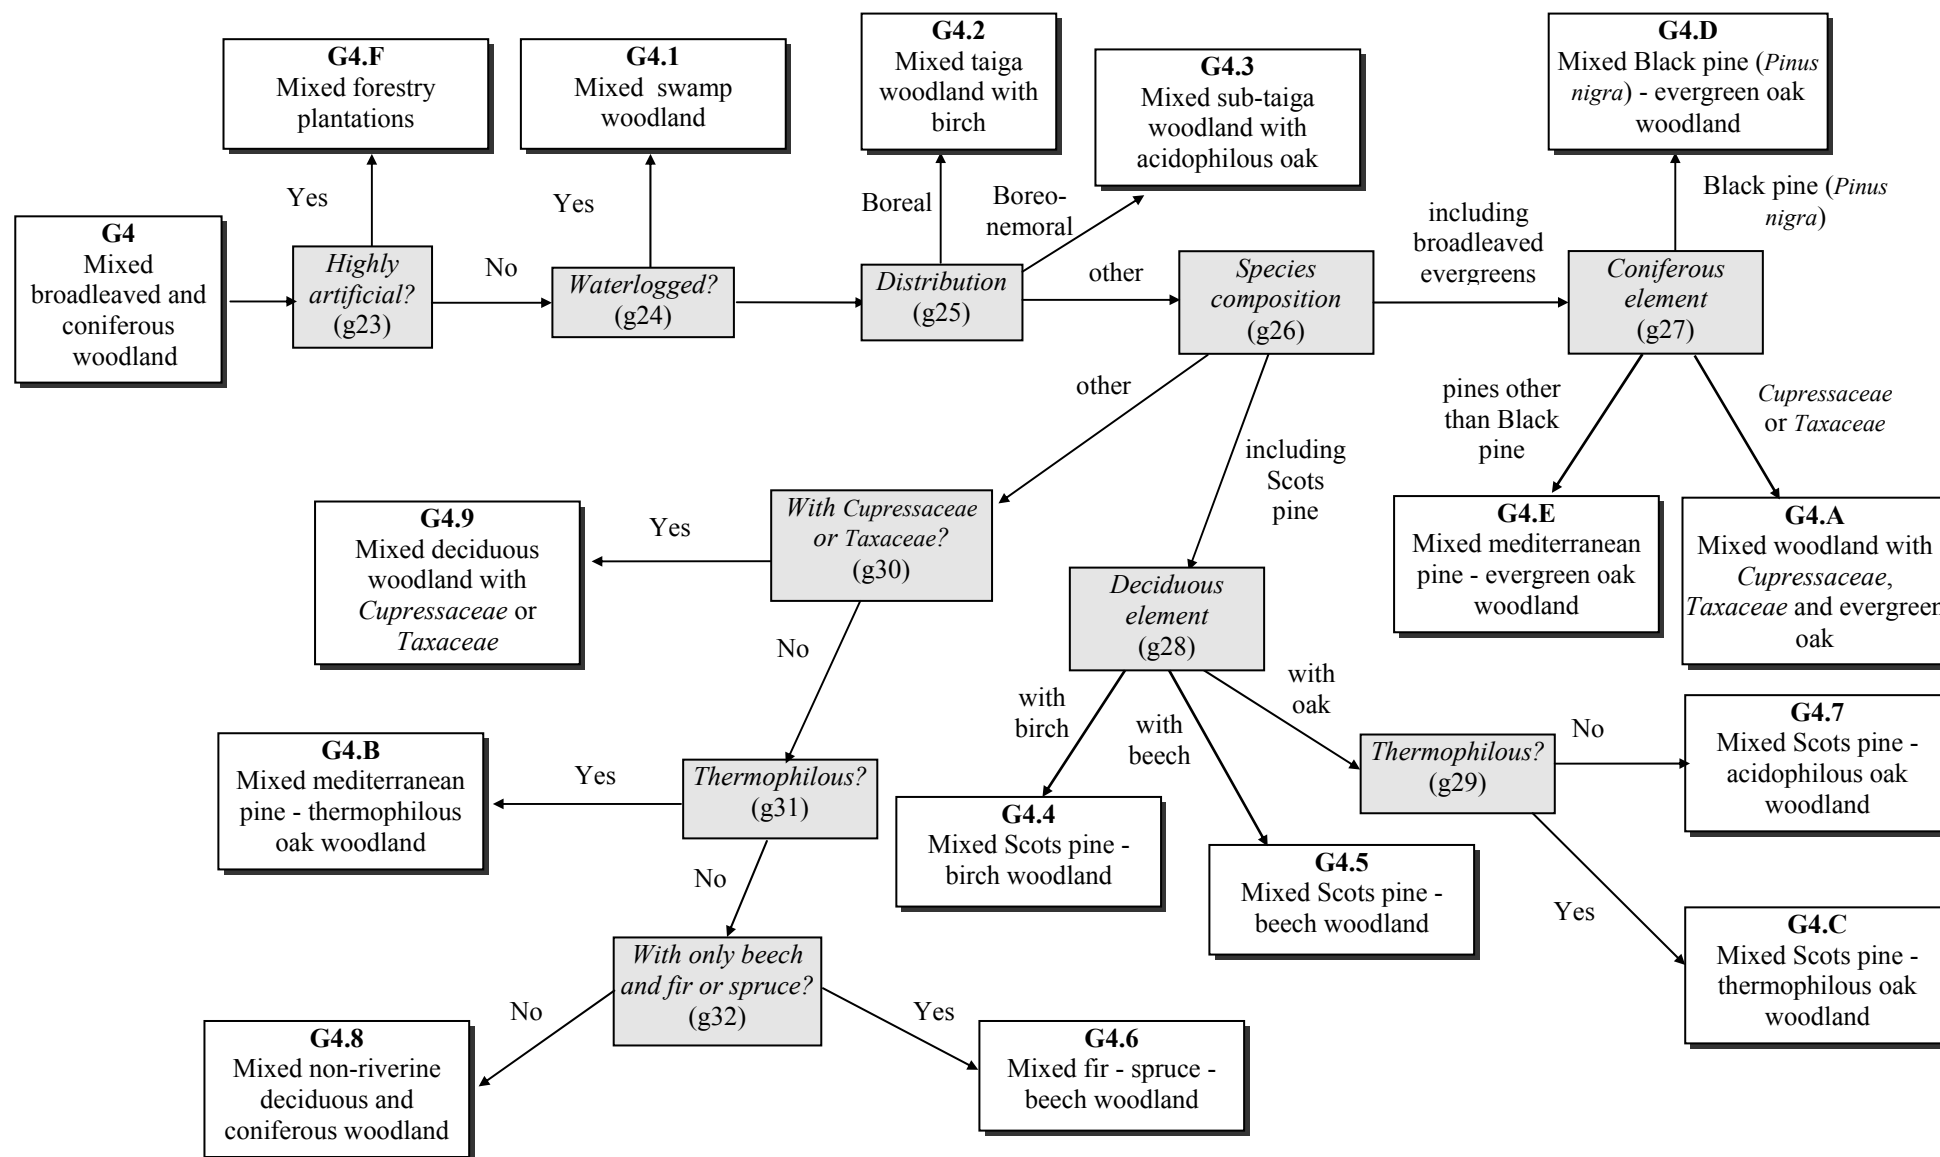 G4.F
Mixed forestry
plantations
G4.1
Mixed swamp
woodland
G4.2
Mixed taiga
woodland with
birch
G4.3
Mixed sub-taiga
woodland with
acidophilous oak
G4.D
Mixed Black pine (Pinus
nigra) - evergreen oak
woodland
Yes
Yes
Boreal
Boreo-
nemoral
including
broadleaved
evergreens
Black pine (Pinus
nigra)
G4
Mixed
broadleaved and
coniferous
woodland
Highly
artificial?
(g23)
No
Waterlogged?
(g24)
Distribution
(g25)
other
Species
composition
(g26)
Coniferous
element
(g27)
other
including
Scots
pine
pines other
than Black
pine
Cupressaceae
or Taxaceae
G4.9
Mixed deciduous
woodland with
Cupressaceae or
Taxaceae
Yes
With Cupressaceae
or Taxaceae?
(g30)
G4.E
Mixed mediterranean
pine - evergreen oak
woodland
G4.A
Mixed woodland with
Cupressaceae,
Taxaceae and evergreen
oak
No
Deciduous
element
(g28)
with
birch
with
beech
with
oak
G4.B
Mixed mediterranean
pine - thermophilous
oak woodland
Yes
Thermophilous?
(g31)
Thermophilous?
(g29)
No
G4.7
Mixed Scots pine -
acidophilous oak
woodland
G4.4
Mixed Scots pine -
birch woodland
G4.5
Mixed Scots pine -
beech woodland
No
Yes
G4.C
Mixed Scots pine -
thermophilous oak
woodland
With only beech
and fir or spruce?
(g32)
No
Yes
G4.8
Mixed non-riverine
deciduous and
coniferous woodland
G4.6
Mixed fir - spruce -
beech woodland